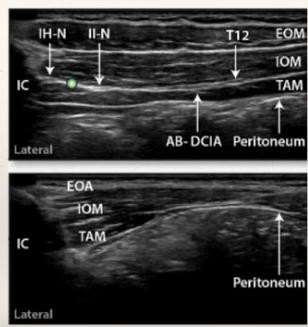 IH-N II-N T12 EOM
IOM
IC TAM
AB- DCIA Peritoneum
Lateral
EOA
IOM
IC TAM
Peritoneum
Lateral